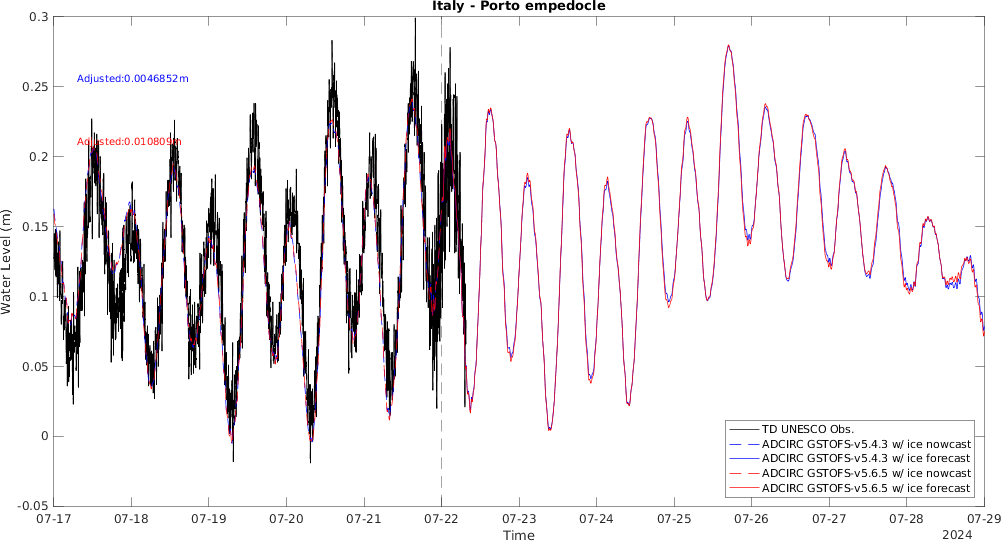 Italy - Porto empedocle
Water Level (m)
0.3
0.25
0.2
0.15
0.1
0.05
0
-0.05
Adjusted:0.0046852m
Adjusted:0.010809m
TD UNESCO Obs.
ADCIRC GSTOFS-v5.4.3 w/ ice nowcast
ADCIRC GSTOFS-v5.4.3 w/ ice forecast
ADCIRC GSTOFS-v5.6.5 w/ ice nowcast
ADCIRC GSTOFS-v5.6.5 w/ ice forecast
07-17 07-18 07-19 07-20 07-21 07-22 07-23 07-24 07-25 07-26 07-27 07-28 07-29
Time
2024